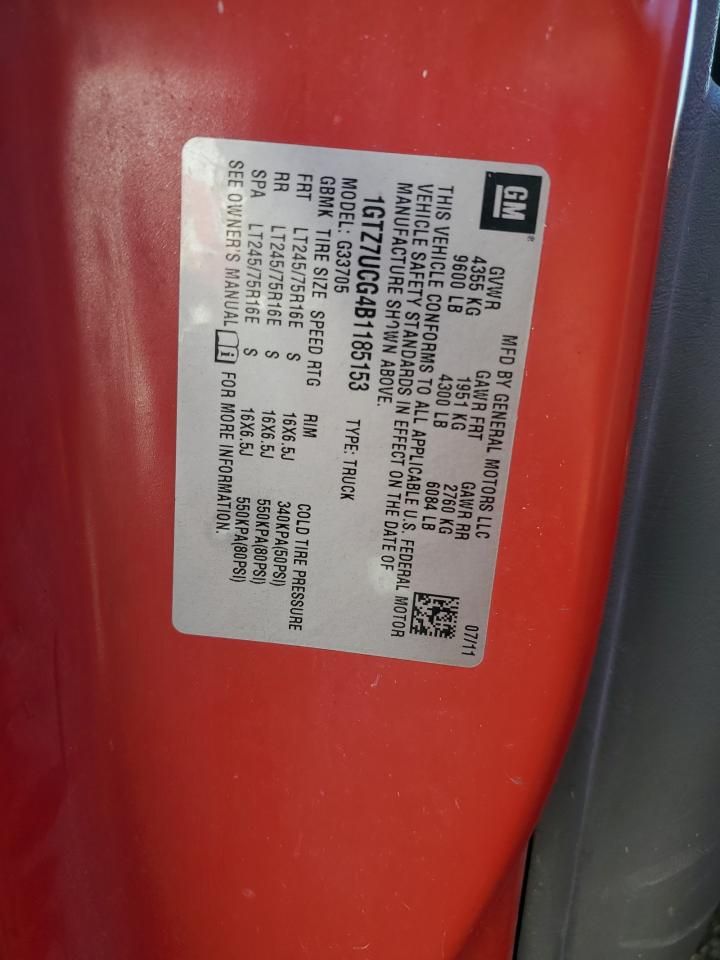 GM®
MFD BY GENERAL MOTORS LLC 07/11
GVWR GAWR FRT GAWR RR
4355 KG 1951 KG 2760 KG
9600 LB 4300 LB 6084 LB
THIS VEHICLE CONFORMS TO ALL APPLICABLE U.S. FEDERAL MOTOR
VEHICLE SAFETY STANDARDS IN EFFECT ON THE DATE OF
MANUFACTURE SHOWN ABOVE.
1GTZ7UCG4B1185153 TYPE: TRUCK
MODEL: G33705
GBMK TIRE SIZE SPEED RTG RIM COLD TIRE PRESSURE
FRT LT245/75R16E S 16X6.5J 340KPA(50PSI)
RR LT245/75R16E S 16X6.5J 550KPA(80PSI)
SPA LT245/75R16E S 16X6.5J 550KPA(80PSI)
SEE OWNER'S MANUAL i FOR MORE INFORMATION.